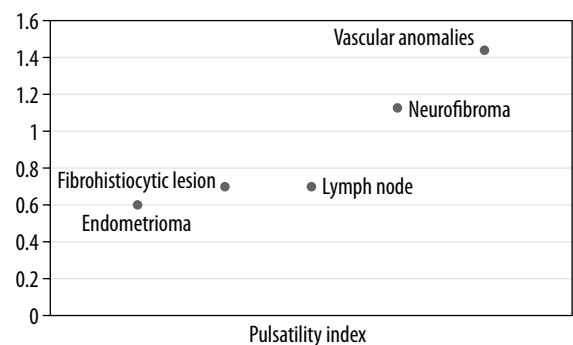 1.6
1.4
1.2
1
0.8
0.6
0.4
0.2
0
Vascular anomalies
Neurofibroma
Fibrohistiocytic lesion
Lymph node
Endometrioma
Pulsatility index